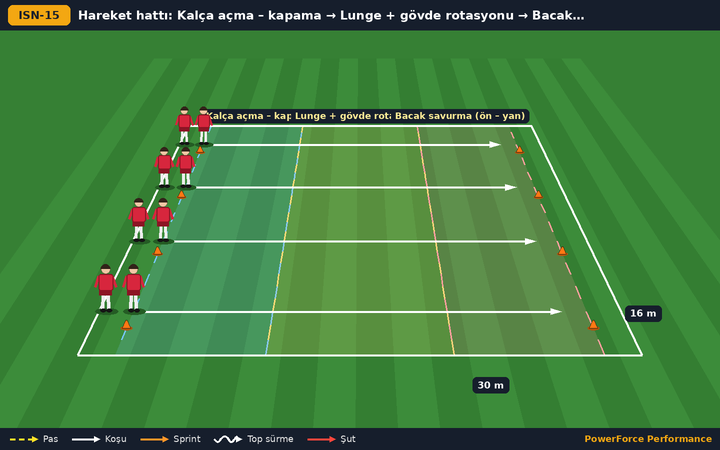 ISN-15
Hareket hattı: Kalça açma – kapama → Lunge + gövde rotasyonu → Bacak…
Kalça açma – kap Lunge + gövde rot: Bacak savurma (ön – yan)
16 m
30 m
Pas
Koşu
Sprint
Top sürme
Şut
PowerForce Performance